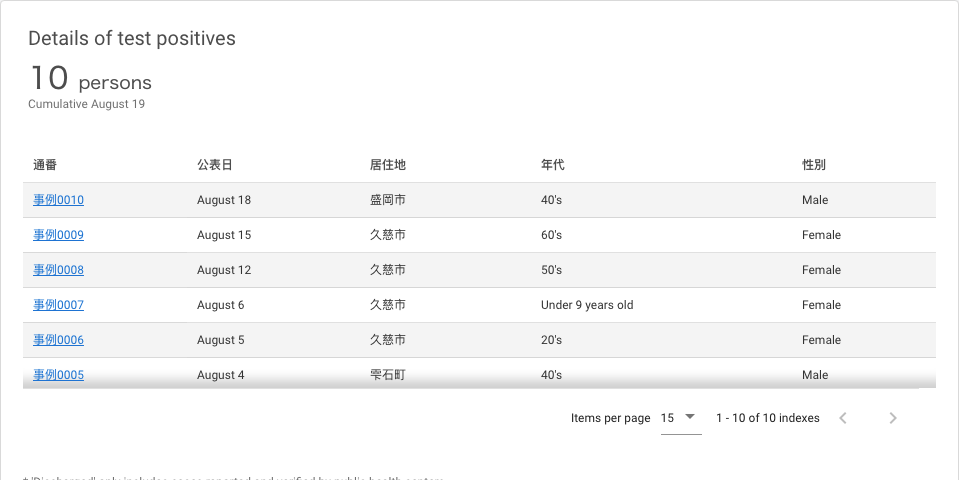 Details of test positives
10 persons
Cumulative August 19
通番 公表日 居住地 年代 性別
事例0010 August 18 盛岡市 40's Male
事例0009 August 15 久慈市 60's Female
事例0008 August 12 久慈市 50's Female
事例0007 August 6 久慈市 Under 9 years old Female
事例0006 August 5 久慈市 20's Female
事例0005 August 4 雫石町 40's Male
Items per page 15 1 - 10 of 10 indexes